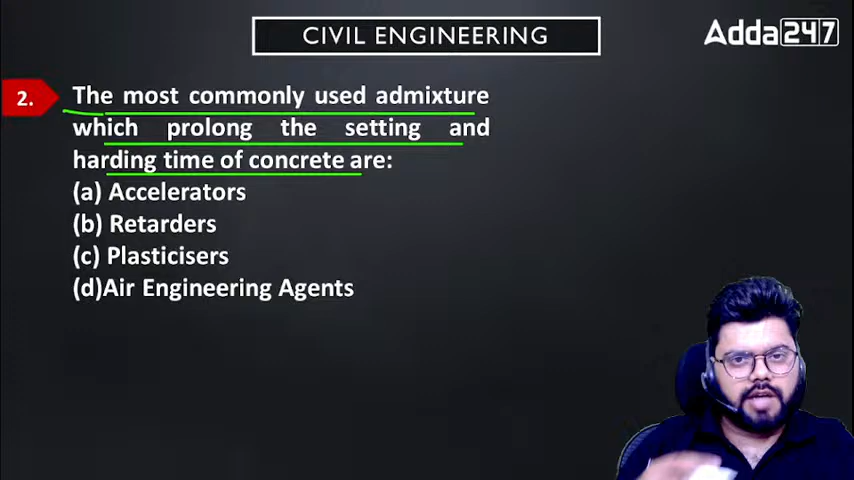 CIVIL ENGINEERING
Adda247
2.
The most commonly used admixture
which prolong the setting and
harding time of concrete are:
(a) Accelerators
(b) Retarders
(c) Plasticisers
(d)Air Engineering Agents